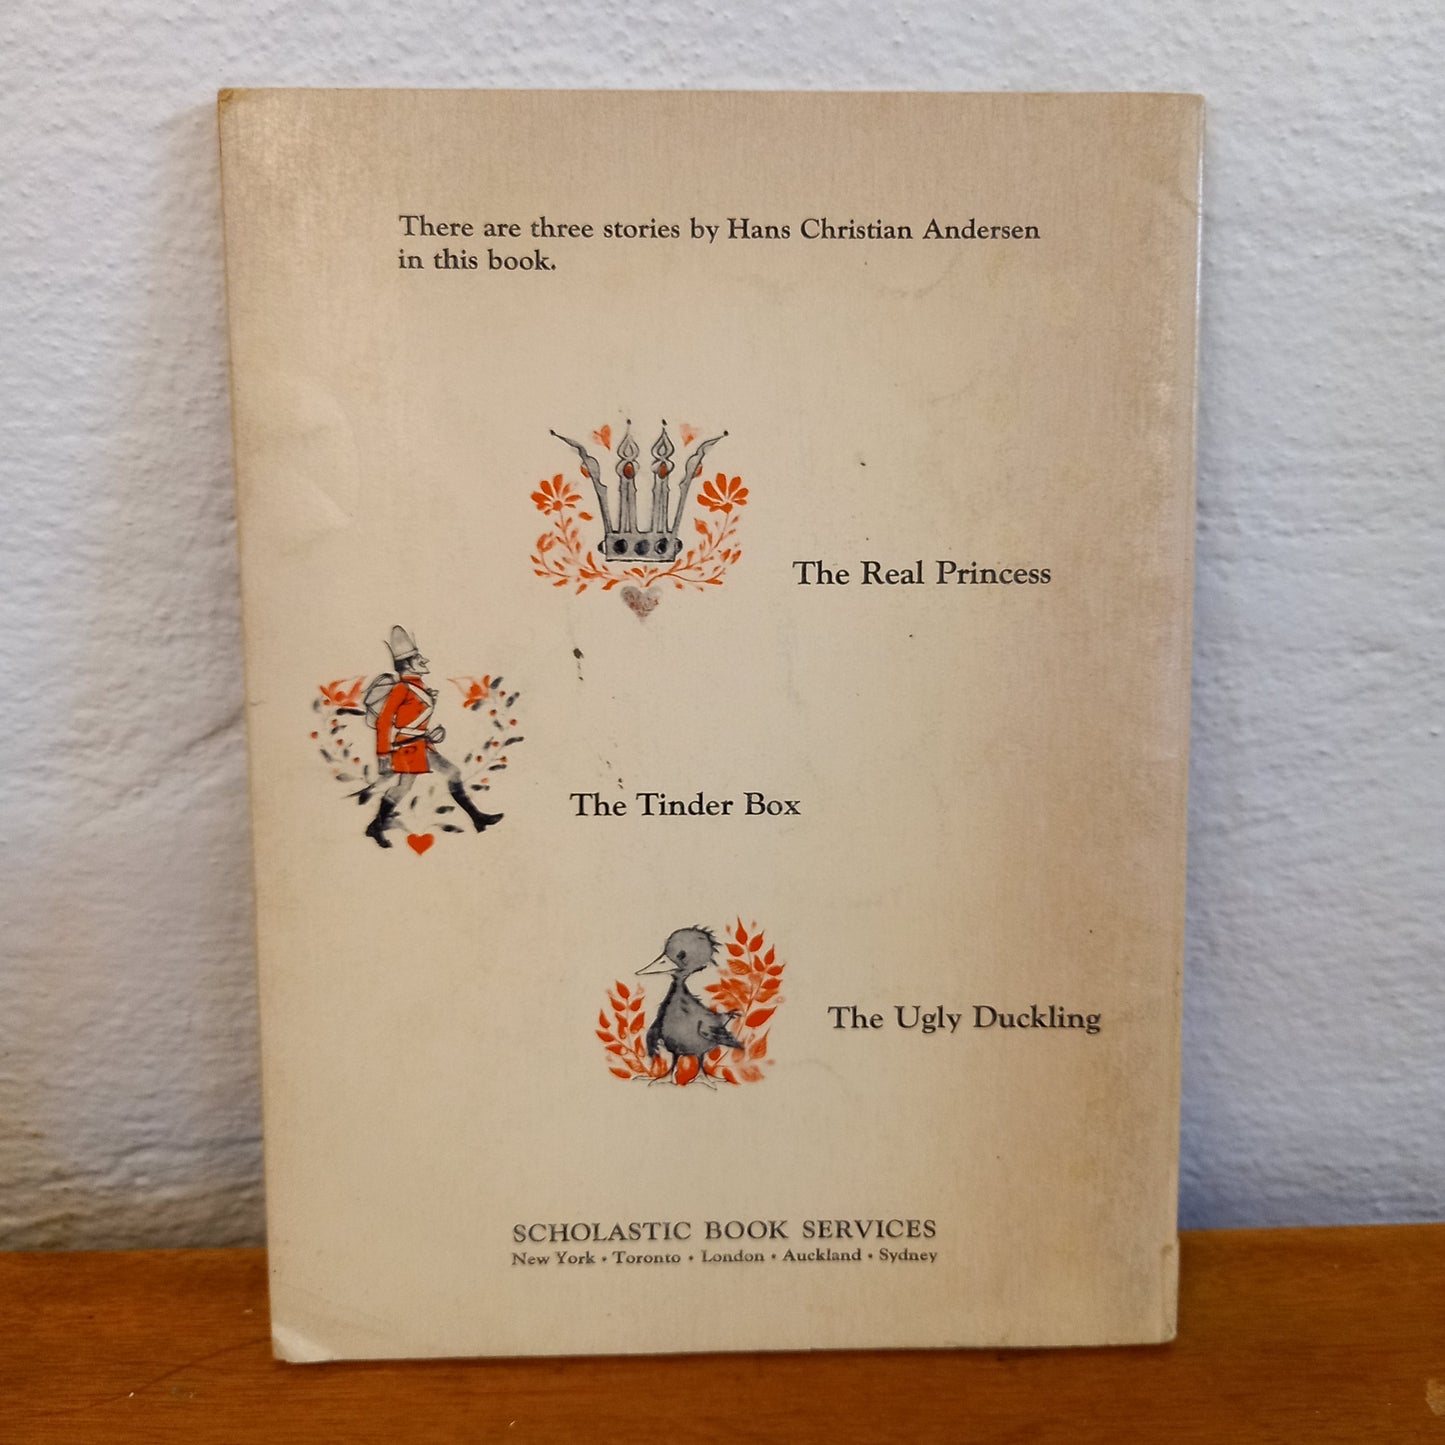 There are three stories by Hans Christian Andersen
in this book.
The Real Princess
The Tinder Box
The Ugly Duckling
SCHOLASTIC BOOK SERVICES
New York • Toronto • London • Auckland • Sydney